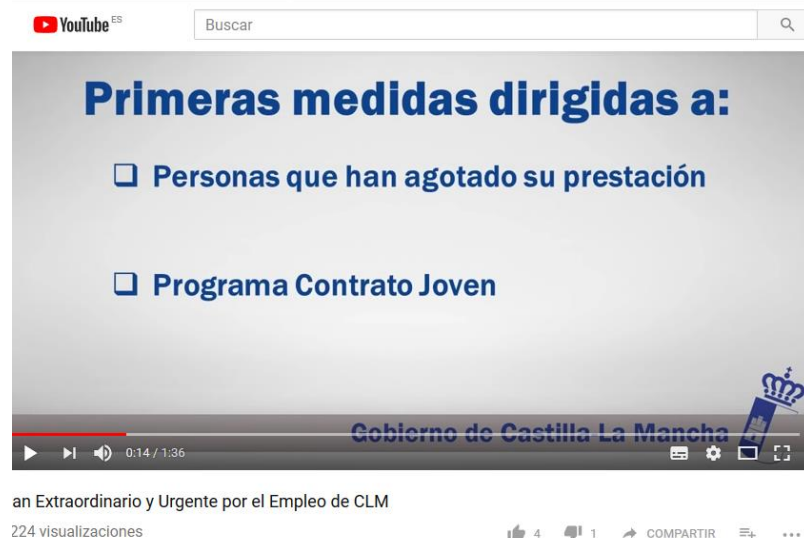 YouTube ES
Buscar
Primeras medidas dirigidas a:
Personas que han agotado su prestación
Programa Contrato Joven
Gobierno de Castilla La Mancha
0:14 / 1:36
an Extraordinario y Urgente por el Empleo de CLM
224 visualizaciones
4 1 COMPARTIR